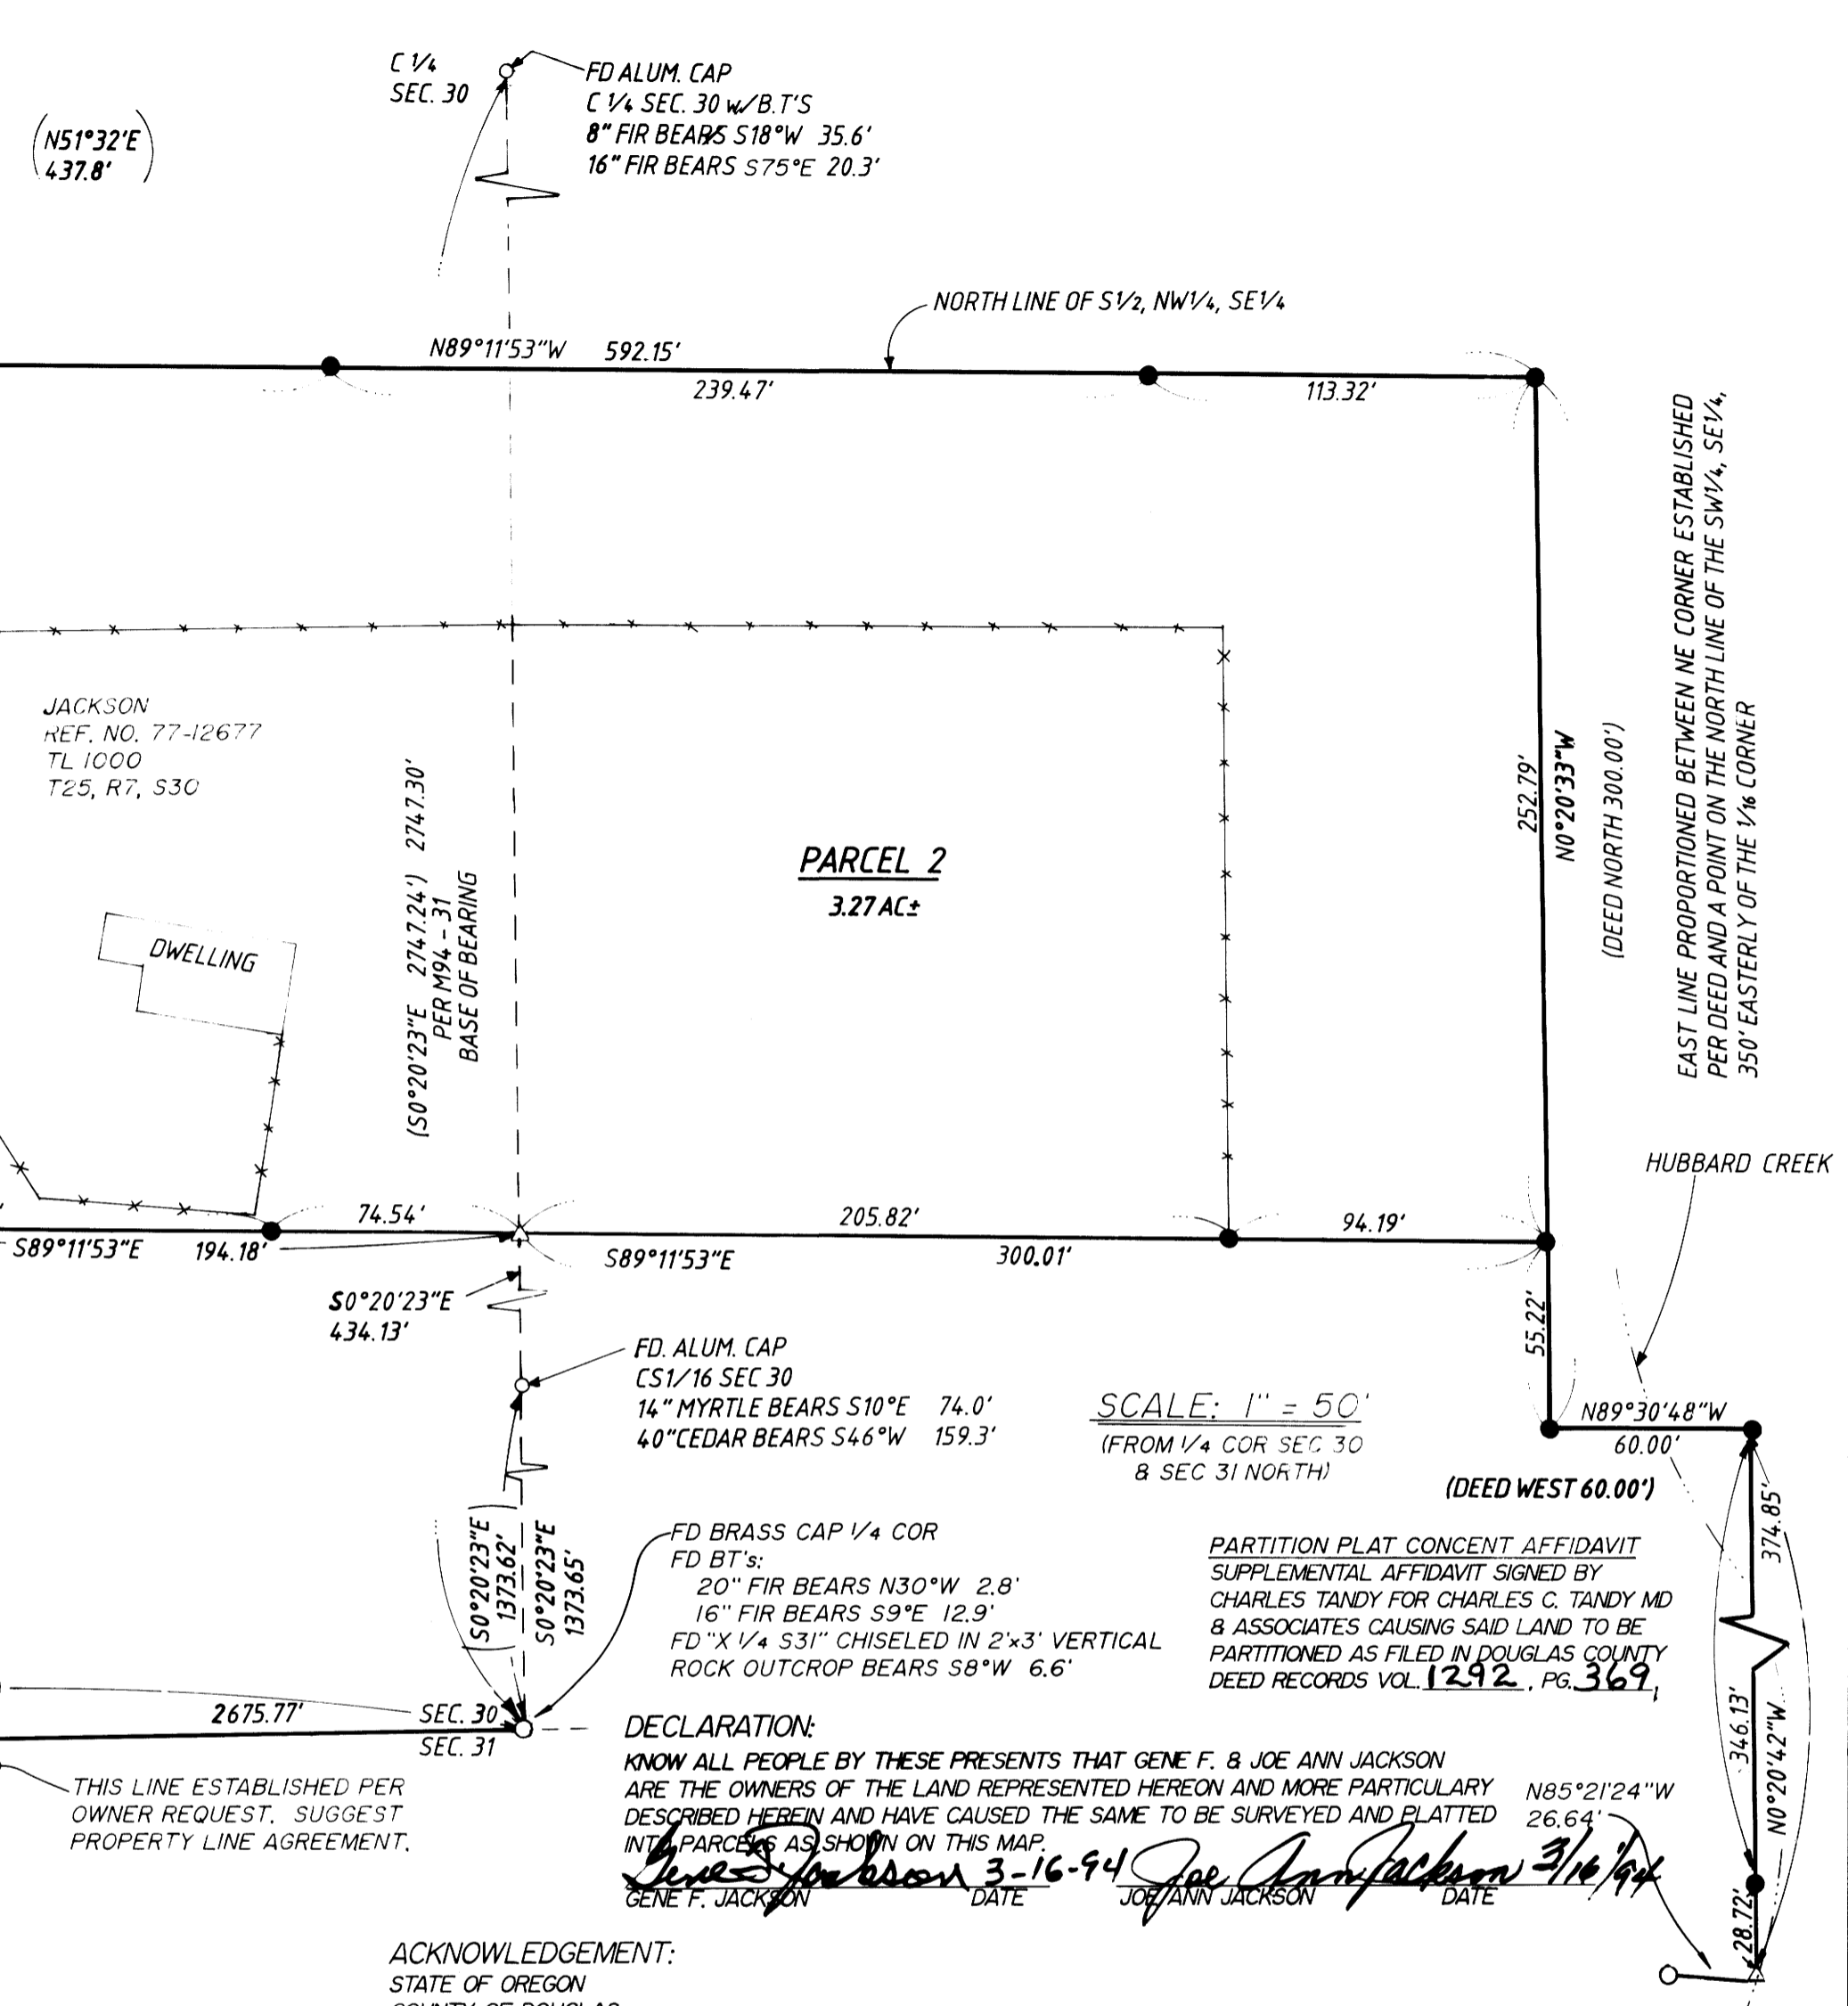 C 1/4
SEC. 30
FD ALUM. CAP
C 1/4 SEC. 30 w/B.T'S
8" FIR BEARS S18°W 35.6'
16" FIR BEARS S75°E 20.3'
(N51°32'E
437.8')
NORTH LINE OF S1/2, NW1/4, SE1/4
N89°11'53"W 592.15'
239.47'
113.32'
EAST LINE PROPORTIONED BETWEEN NE CORNER ESTABLISHED
PER DEED AND A POINT ON THE NORTH LINE OF THE SW1/4, SE1/4,
350' EASTERLY OF THE 1/16 CORNER
252.79'
N0°20'33"W
(DEED NORTH 300.00')
JACKSON
REF. NO. 77-12677
TL 1000
T25, R7, S30
(S0°20'23"E 2747.24') 2747.30'
PER M94-31
BASE OF BEARING
PARCEL 2
3.27 AC±
DWELLING
HUBBARD CREEK
74.54'
205.82'
94.19'
S89°11'53"E 194.18'
S89°11'53"E
300.01'
S0°20'23"E
434.13'
55.22'
FD. ALUM. CAP
CS1/16 SEC 30
14" MYRTLE BEARS S10°E 74.0'
40"CEDAR BEARS S46°W 159.3'
SCALE: 1" = 50'
(FROM 1/4 COR SEC 30
& SEC 31 NORTH)
N89°30'48"W
60.00'
(DEED WEST 60.00')
374.85'
(S0°20'23"E
1373.62')
S0°20'23"E
1373.65'
FD BRASS CAP 1/4 COR
FD BT's:
20" FIR BEARS N30°W 2.8'
16" FIR BEARS S9°E 12.9'
FD "X 1/4 S31" CHISELED IN 2'x3' VERTICAL
ROCK OUTCROP BEARS S8°W 6.6'
PARTITION PLAT CONCENT AFFIDAVIT
SUPPLEMENTAL AFFIDAVIT SIGNED BY
CHARLES TANDY FOR CHARLES C. TANDY MD
& ASSOCIATES CAUSING SAID LAND TO BE
PARTITIONED AS FILED IN DOUGLAS COUNTY
DEED RECORDS VOL. 1292, PG. 369,
2675.77'
SEC. 30
SEC. 31
346.13'
N0°20'42"W
THIS LINE ESTABLISHED PER
OWNER REQUEST. SUGGEST
PROPERTY LINE AGREEMENT.
DECLARATION:
KNOW ALL PEOPLE BY THESE PRESENTS THAT GENE F. & JOE ANN JACKSON
ARE THE OWNERS OF THE LAND REPRESENTED HEREON AND MORE PARTICULARY
DESCRIBED HEREIN AND HAVE CAUSED THE SAME TO BE SURVEYED AND PLATTED
INTO PARCELS AS SHOWN ON THIS MAP.
N85°21'24"W
26.64'
Gene F Jackson 3-16-94 Joe Ann Jackson 3/16/94
GENE F. JACKSON DATE JOE ANN JACKSON DATE
28.72'
ACKNOWLEDGEMENT:
STATE OF OREGON
COUNTY OF DOUGLAS